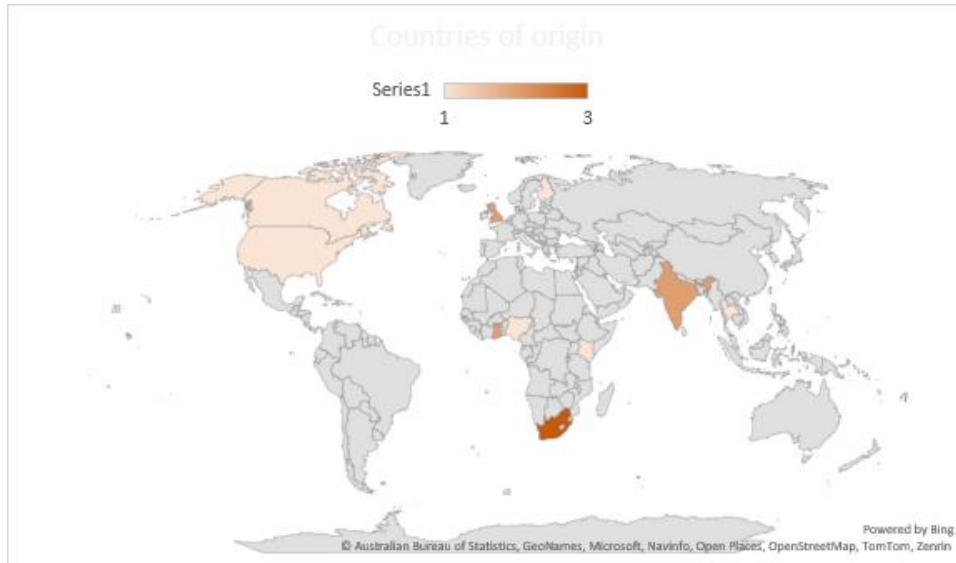 Countries of origin
Series1
1 3
Powered by Bing
© Australian Bureau of Statistics, GeoNames, Microsoft, Navinfo, Open Places, OpenStreetMap, TomTom, Zenrin